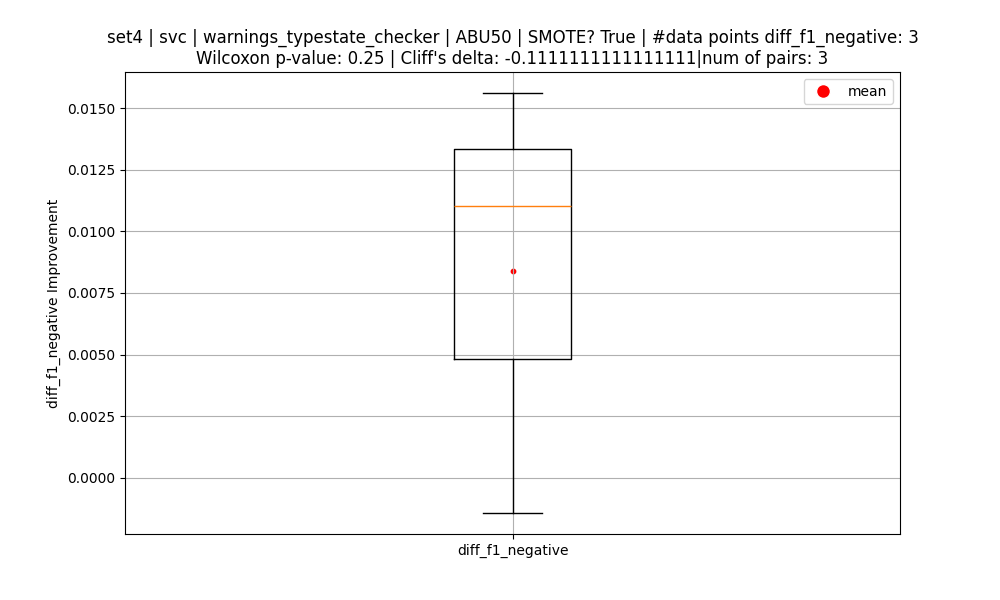 set4 | svc | warnings_typestate_checker | ABU50 | SMOTE? True | #data points diff_f1_negative: 3
Wilcoxon p-value: 0.25 | Cliff's delta: -0.1111111111111111|num of pairs: 3
mean
0.0150
0.0125
0.0100
0.0075
0.0050
0.0025
0.0000
diff_f1_negative Improvement
diff_f1_negative